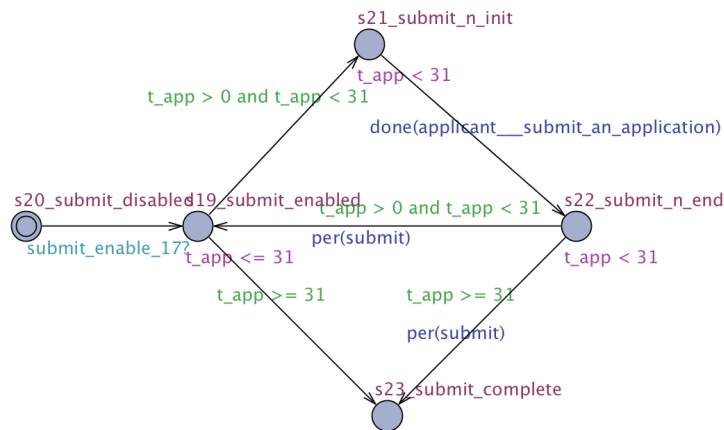 s21_submit_n_init
t_app < 31
t_app > 0 and t_app < 31
done(applicant___submit_an_application)
s20_submit_disabled
s19_submit_enabled
s22_submit_n_end
t_app > 0 and t_app < 31
submit_enable_17?
per(submit)
t_app <= 31
t_app < 31
t_app >= 31
t_app >= 31
per(submit)
s23_submit_complete